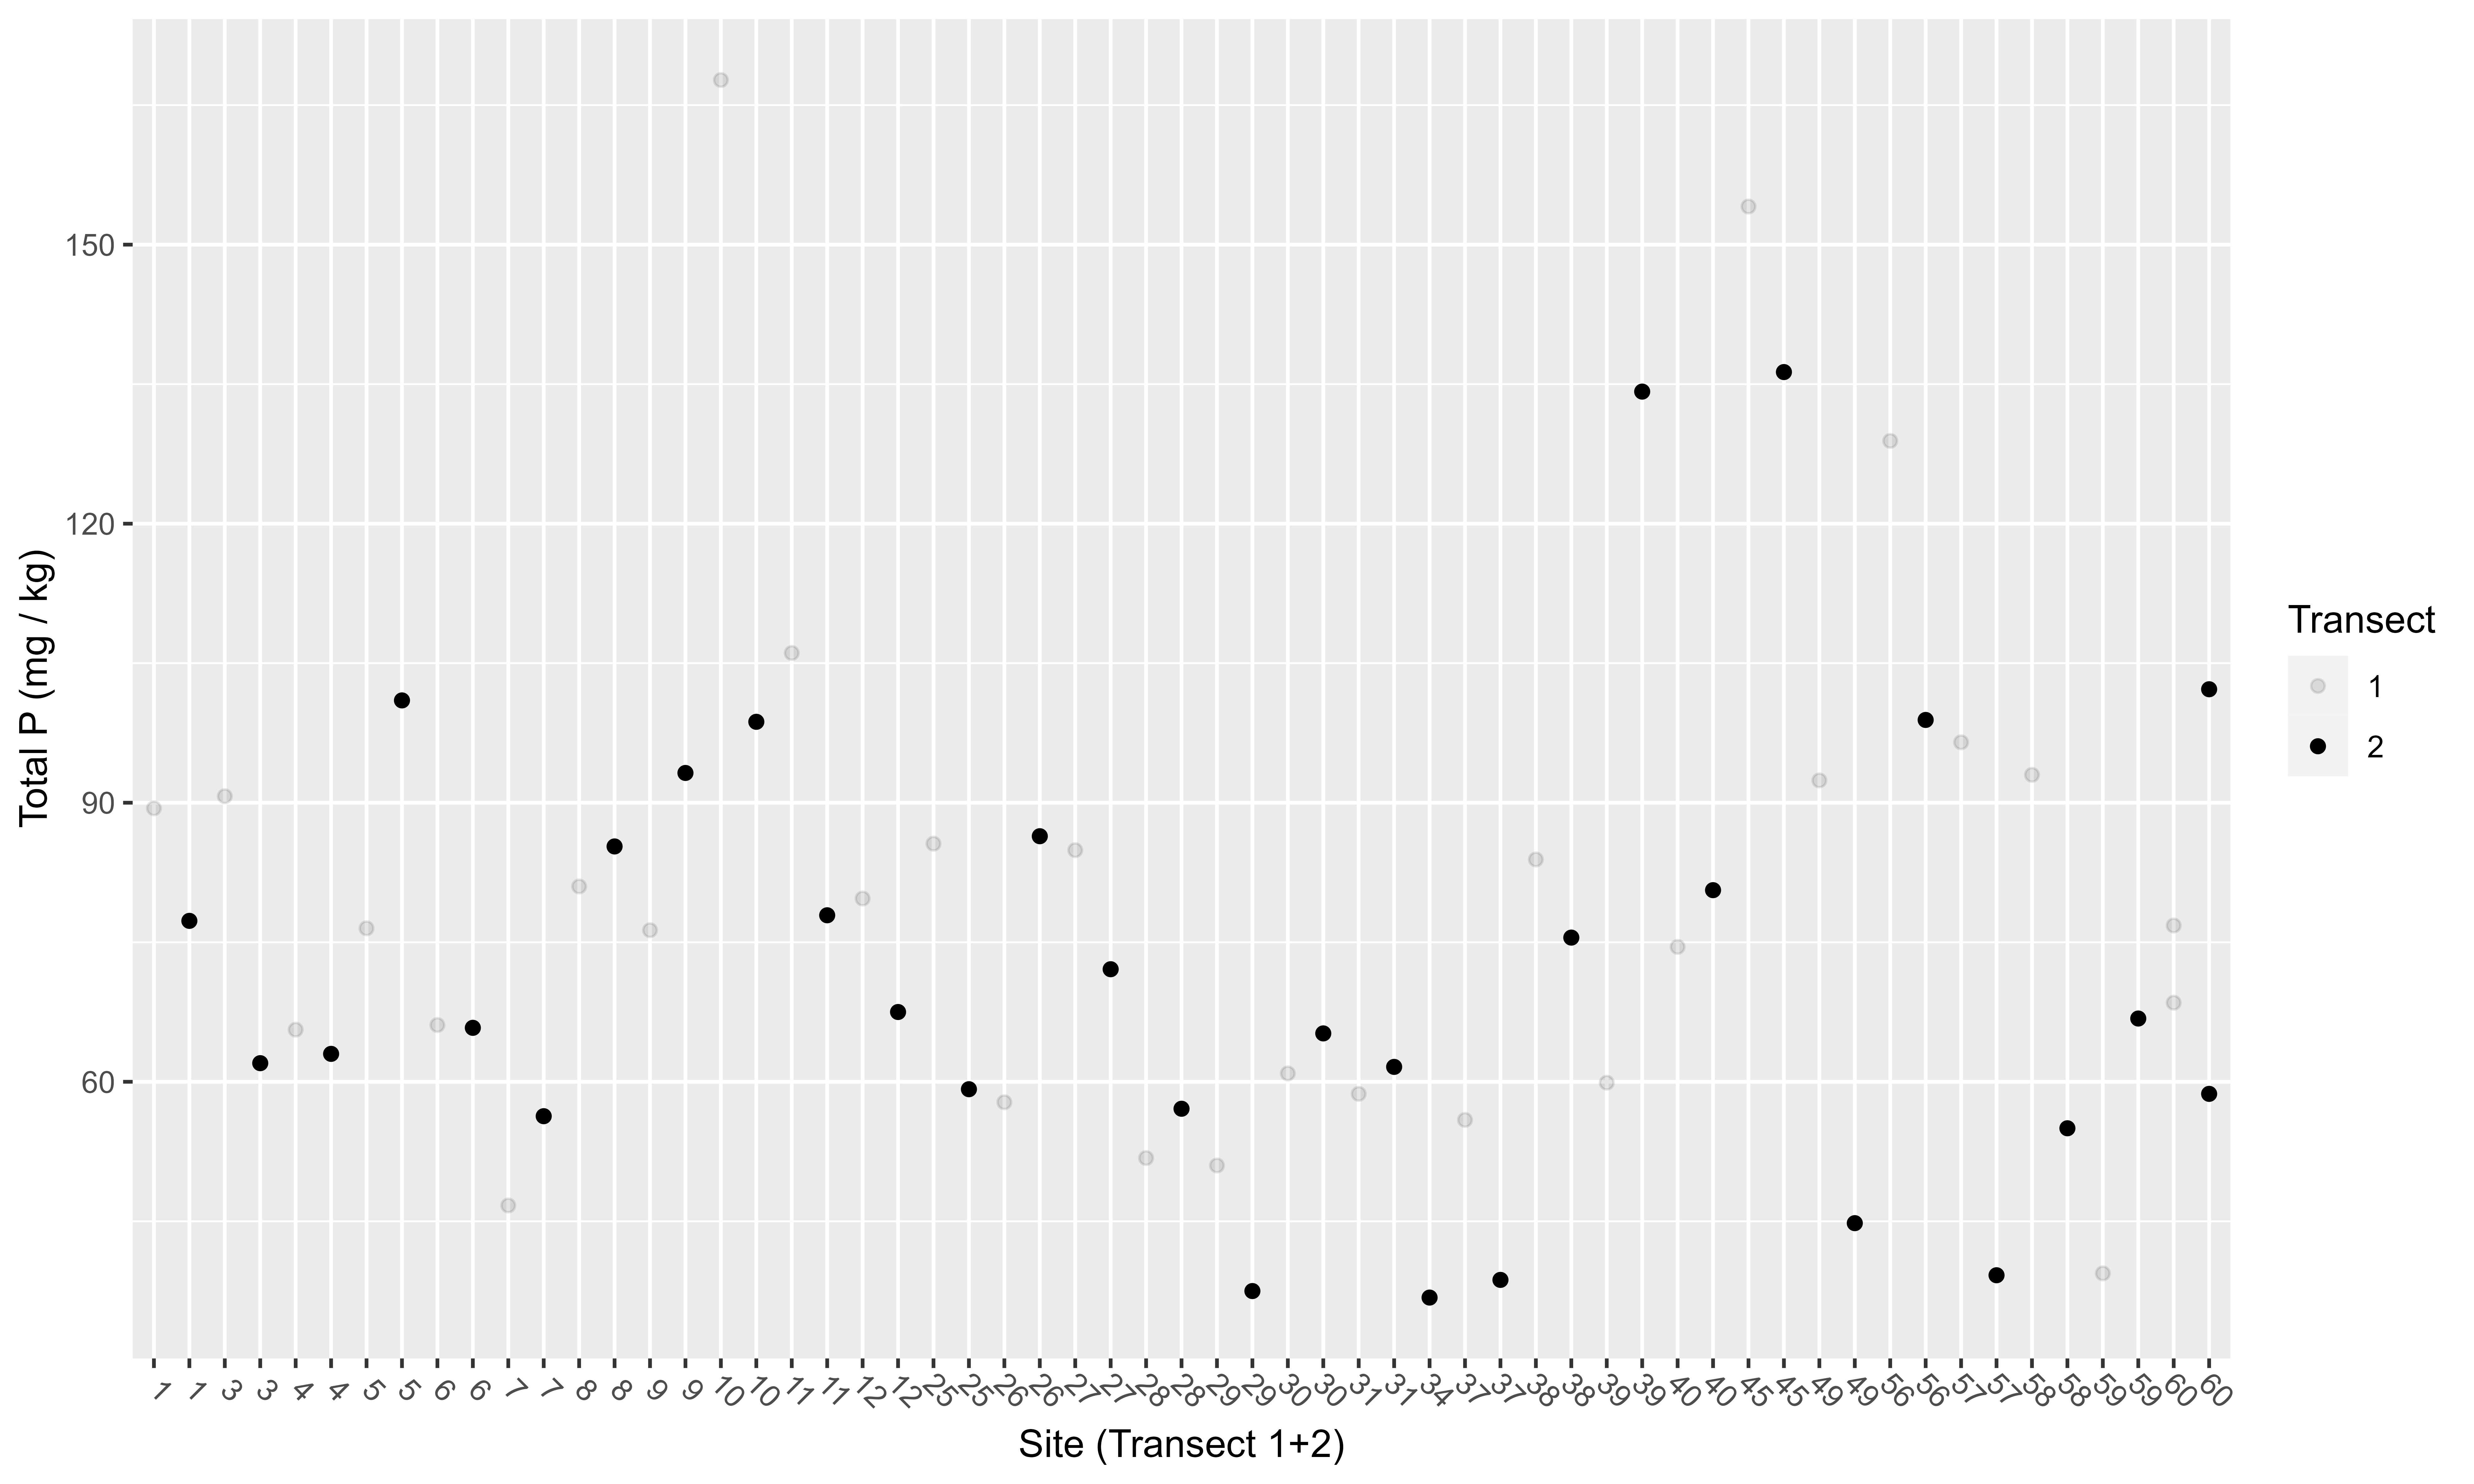 150
120
90
60
Total P (mg / kg)
1 1 3 3 4 4 5 5 6 6 7 7 8 8 9 9 10 10 11 11 12 12 25 25 26 26 27 27 28 28 29 29 30 30 31 31 34 37 37 38 38 39 39 40 40 45 45 49 49 56 56 57 57 58 58 59 59 60 60
Site (Transect 1+2)
Transect
1
2